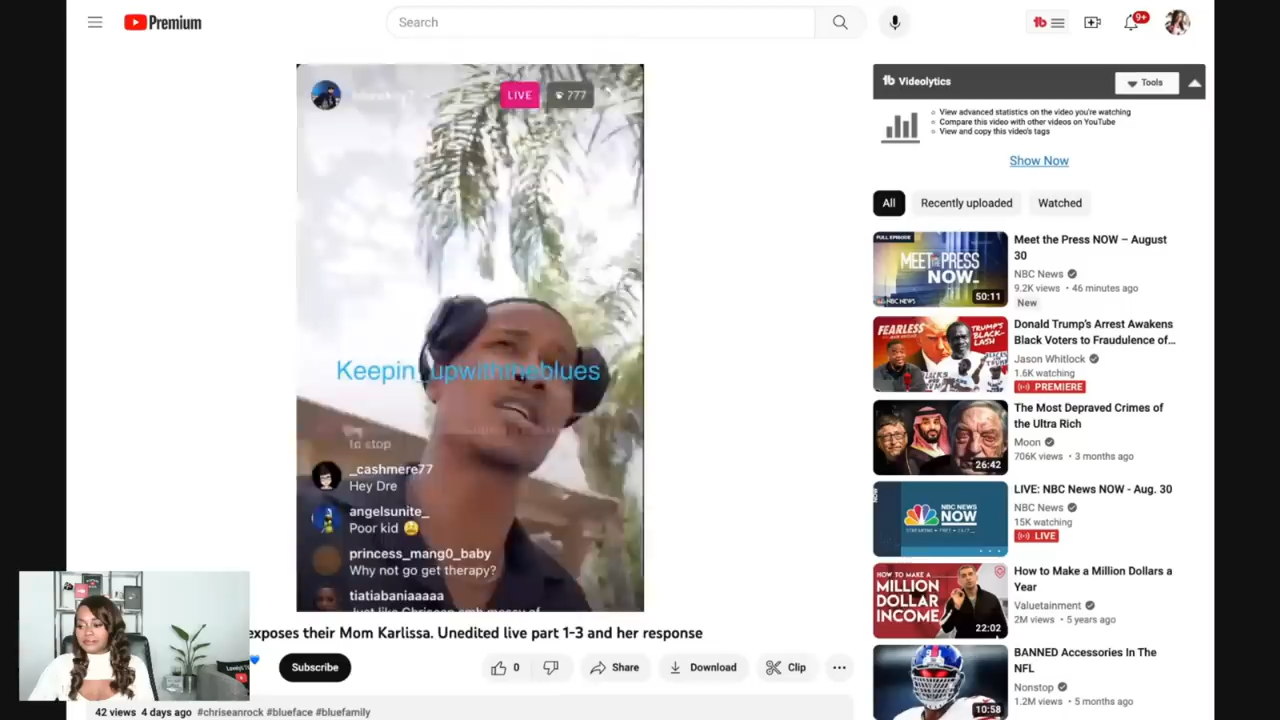 Premium
Search
9+
LIVE
777
Keepin_upwiththeblues
to stop
_cashmere77
Hey Dre
angelsunite_
Poor kid 😩
princess_mang0_baby
Why not go get therapy?
tiatiabaniaaaaa
exposes their Mom Karlissa. Unedited live part 1-3 and her response
Subscribe
0
Share
Download
Clip
42 views 4 days ago #chriseanrock #blueface #bluefamily
Videolytics
Tools
View advanced statistics on the video you're watching
Compare this video with other videos on YouTube
View and copy this video's tags
Show Now
All
Recently uploaded
Watched
FULL EPISODE
MEET THE PRESS
NOW
NBC NEWS
50:11
Meet the Press NOW – August
30
NBC News
9.2K views • 46 minutes ago
New
FEARLESS
TRUMP'S
BLACK-
LASH
Donald Trump's Arrest Awakens
Black Voters to Fraudulence of...
Jason Whitlock
1.6K watching
PREMIERE
26:42
The Most Depraved Crimes of
the Ultra Rich
Moon
706K views • 3 months ago
NOW
NBC NEWS
NOW
LIVE: NBC News NOW - Aug. 30
NBC News
15K watching
LIVE
HOW TO MAKE A
MILLION
DOLLAR
INCOME
22:02
How to Make a Million Dollars a
Year
Valuetainment
2M views • 5 years ago
10:58
BANNED Accessories In The
NFL
Nonstop
1.2M views • 5 months ago